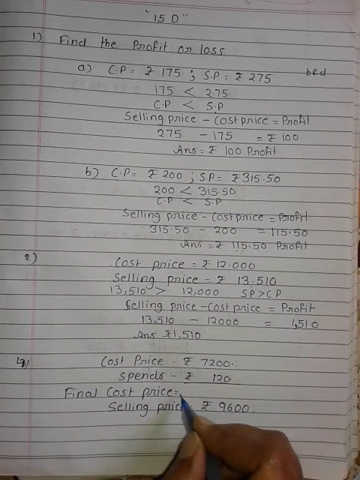 "15 D"
1) Find the Profit or loss
a) C.P = ₹ 175 ; S.P = ₹ 275
175 < 275
C.P < S.P
Selling price - Cost price = Profit
275 - 175 = ₹ 100
Ans = ₹ 100 Profit
b) C.P = ₹ 200 ; S.P = ₹ 315.50
200 < 315.50
C.P < S.P
Selling price - cost price = Profit
315.50 - 200 = 115.50
Ans = ₹ 115.50 Profit
2) Cost price = ₹ 12.000
Selling price = ₹ 13.510
13,510 > 12,000 SP > CP
Selling price - cost price = Profit
13,510 - 12000 = 1,510
Ans ₹1,510
4) Cost Price - ₹ 7200.
Spends - ₹ 120
Final Cost price =
Selling pric ₹ 9600.